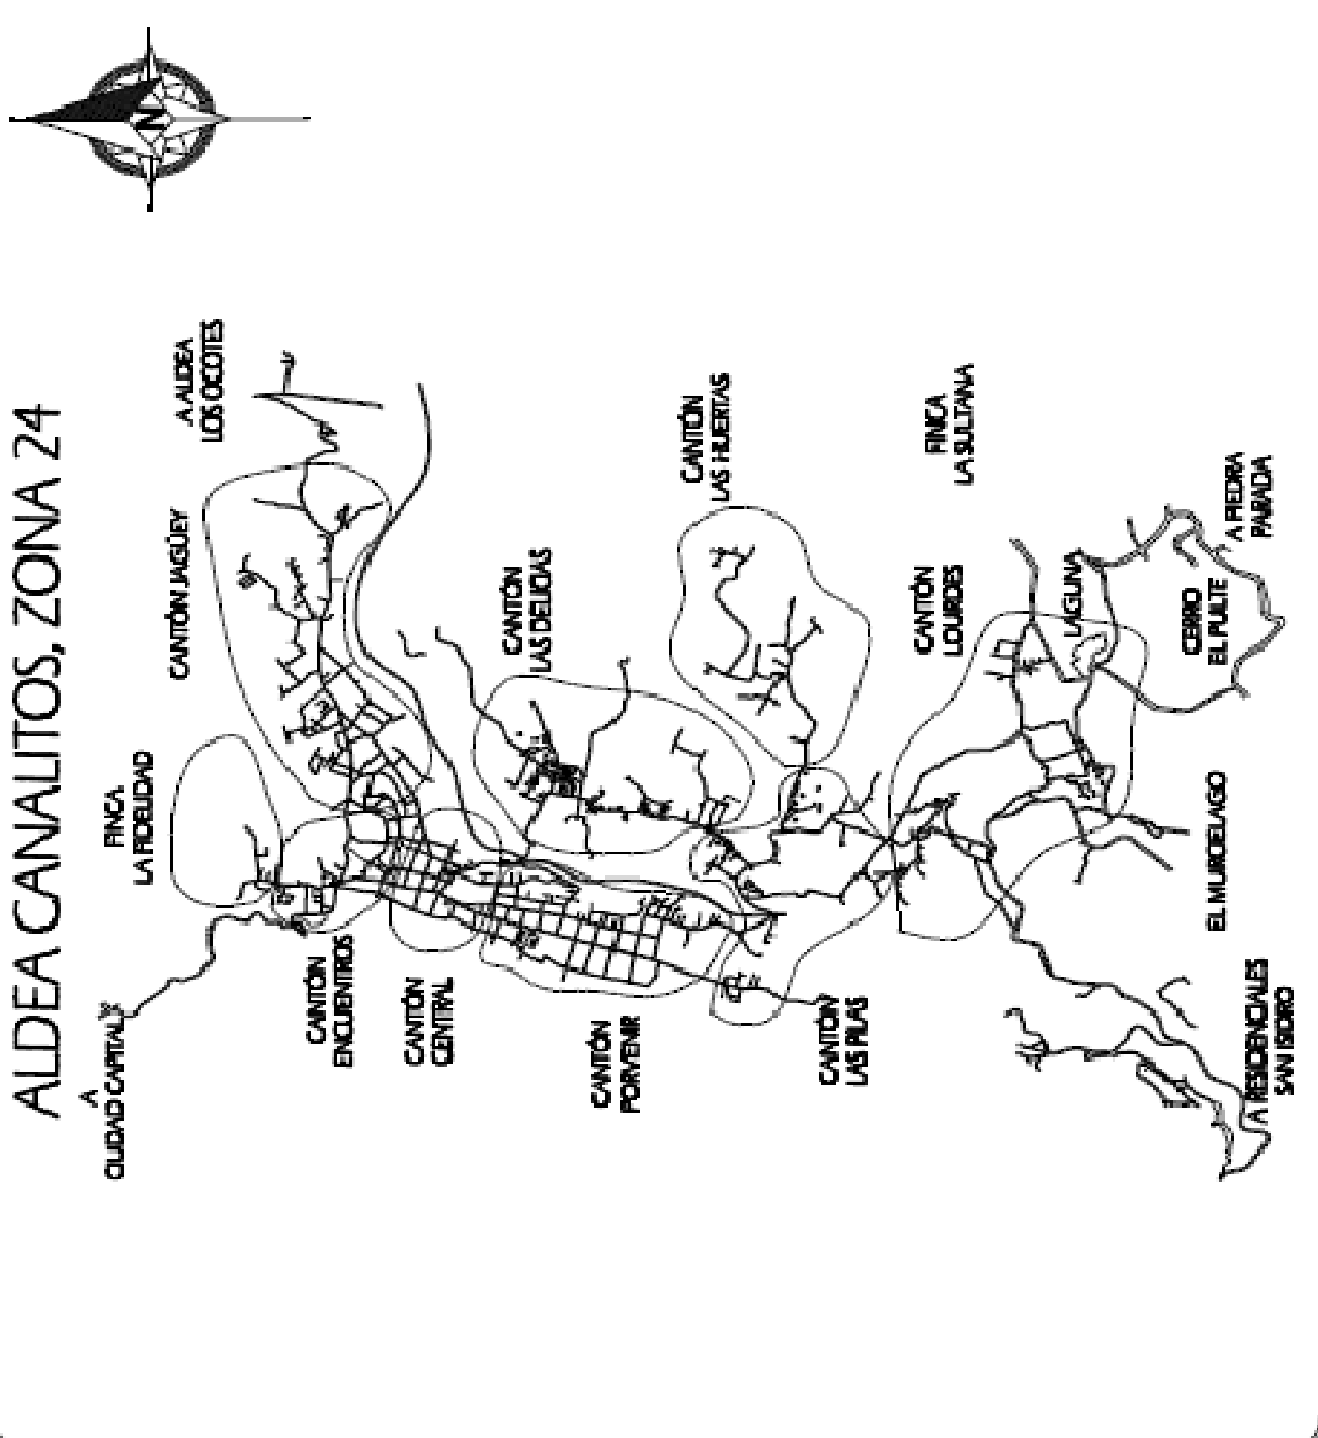 ALDEA CANALITOS, ZONA 24
N
A
CIUDAD CAPITAL
FINCA
LA FIDELIDAD
CANTÓN JAGÜEY
A ALDEA
LOS OCOTES
CANTÓN
ENCUENTROS
CANTÓN
CENTRAL
CANTÓN
LAS DELICIAS
CANTÓN
PORVENIR
CANTÓN
LAS HUERTAS
CANTÓN
LAS PILAS
CANTÓN
LOURDES
FINCA
LA SULTANA
LAGUNA
CERRO
EL PULTE
A PIEDRA
PARADA
EL MURCIELAGO
A RESIDENCIALES
SAN ISIDRO